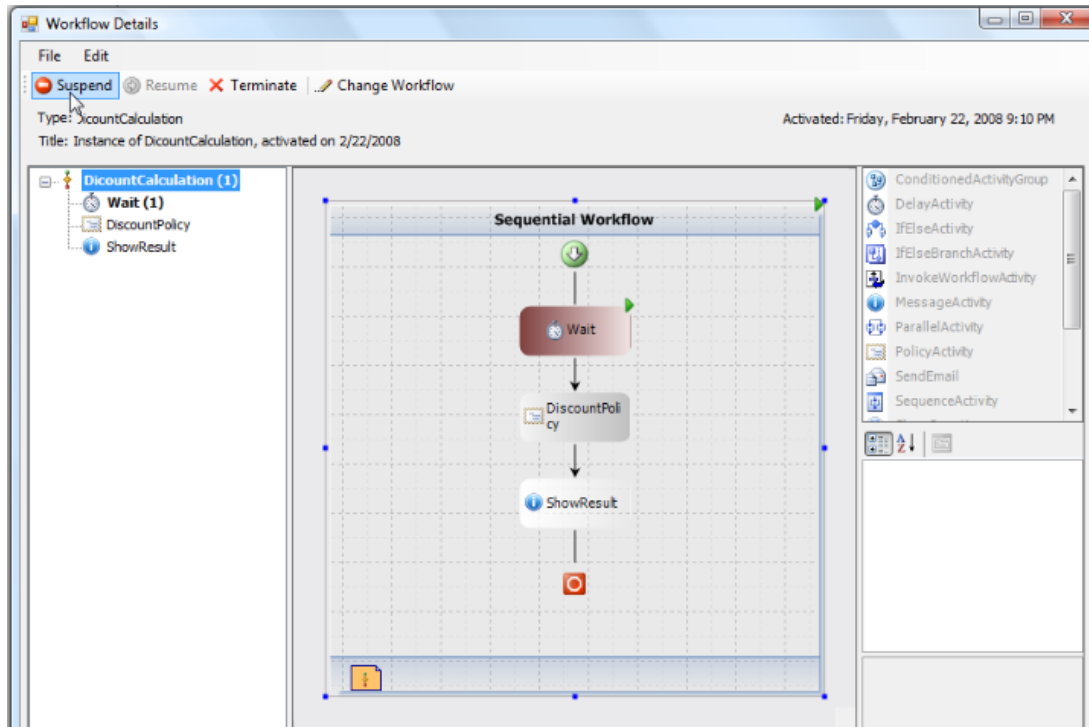 Workflow Details
File Edit
Suspend Resume Terminate Change Workflow
Type: DicountCalculation
Activated: Friday, February 22, 2008 9:10 PM
Title: Instance of DicountCalculation, activated on 2/22/2008
DicountCalculation (1)
Wait (1)
DiscountPolicy
ShowResult
Sequential Workflow
Wait
DiscountPoli
cy
ShowResult
ConditionedActivityGroup
DelayActivity
IfElseActivity
IfElseBranchActivity
InvokeWorkflowActivity
MessageActivity
ParallelActivity
PolicyActivity
SendEmail
SequenceActivity